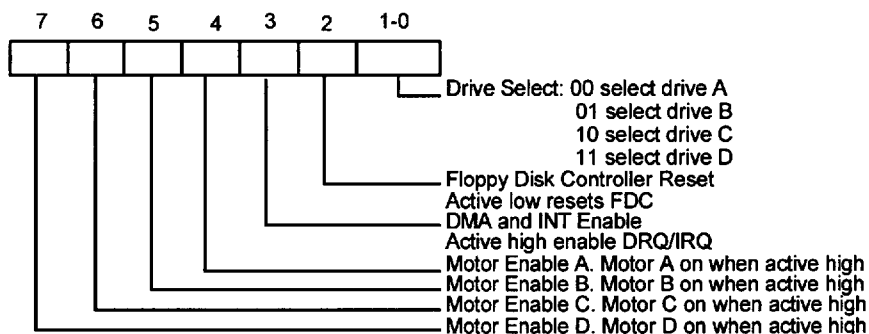 7 6 5 4 3 2 1-0
Drive Select: 00 select drive A
01 select drive B
10 select drive C
11 select drive D
Floppy Disk Controller Reset
Active low resets FDC
DMA and INT Enable
Active high enable DRQ/IRQ
Motor Enable A. Motor A on when active high
Motor Enable B. Motor B on when active high
Motor Enable C. Motor C on when active high
Motor Enable D. Motor D on when active high